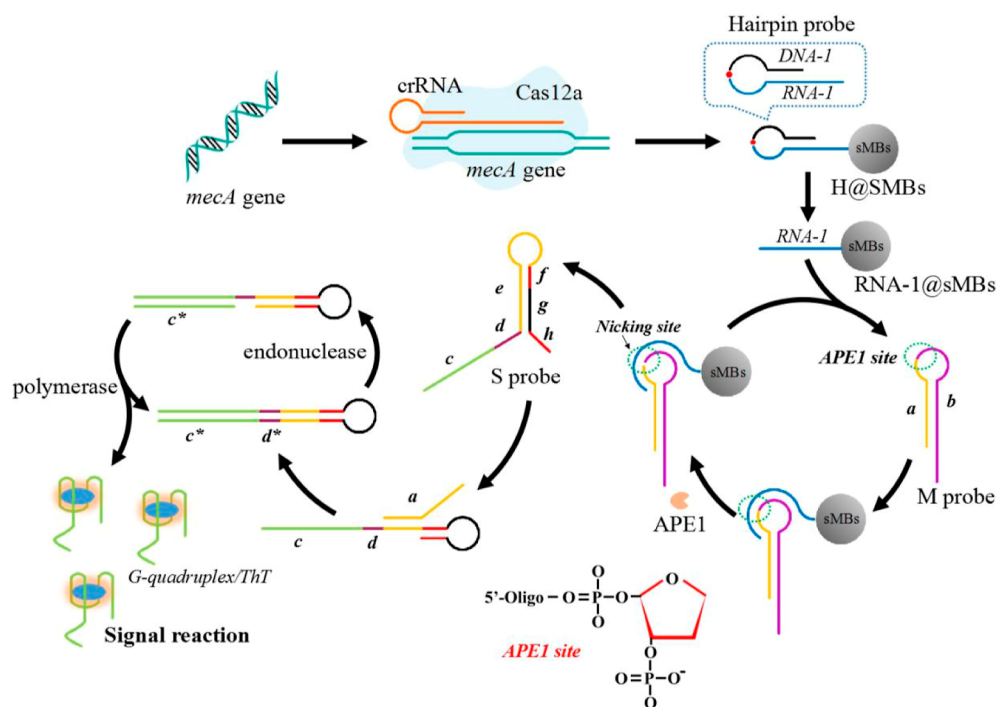 Hairpin probe
DNA-1
RNA-1
crRNA
Cas12a
mecA gene
mecA gene
sMBs
H@SMBs
RNA-1
sMBs
RNA-1@sMBs
e
f
g
d
h
c
S probe
Nicking site
sMBs
APE1 site
a
b
M probe
c*
endonuclease
polymerase
c*
d*
a
c
d
APE1
sMBs
G-quadruplex/ThT
Signal reaction
O
O
5'-Oligo
O=P-O
O
O
O=P-O-
O
APE1 site